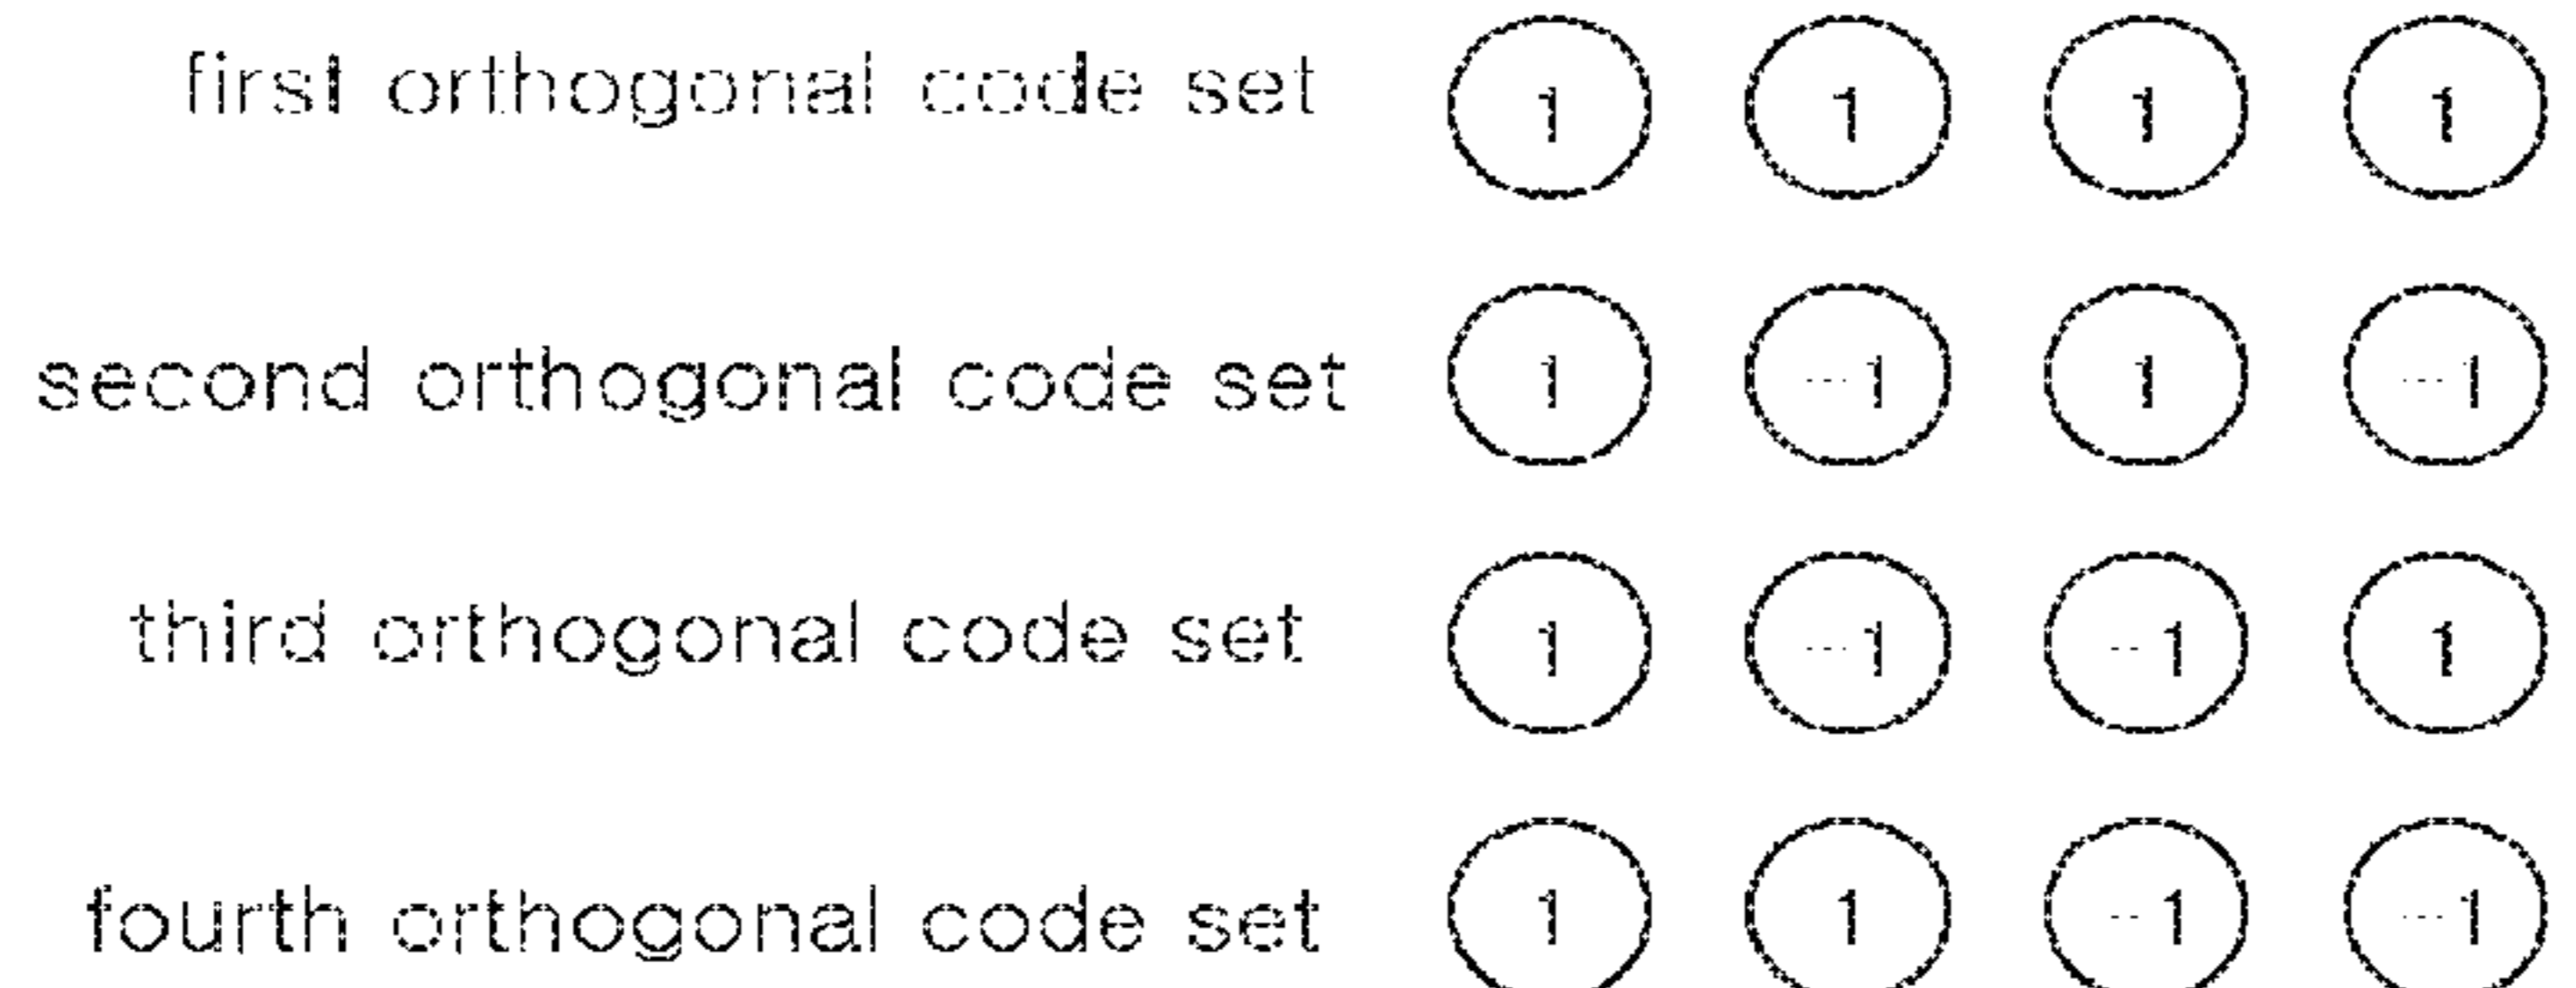 first orthogonal code set 1 1 1 1
second orthogonal code set 1 -1 1 -1
third orthogonal code set 1 -1 -1 1
fourth orthogonal code set 1 1 -1 -1